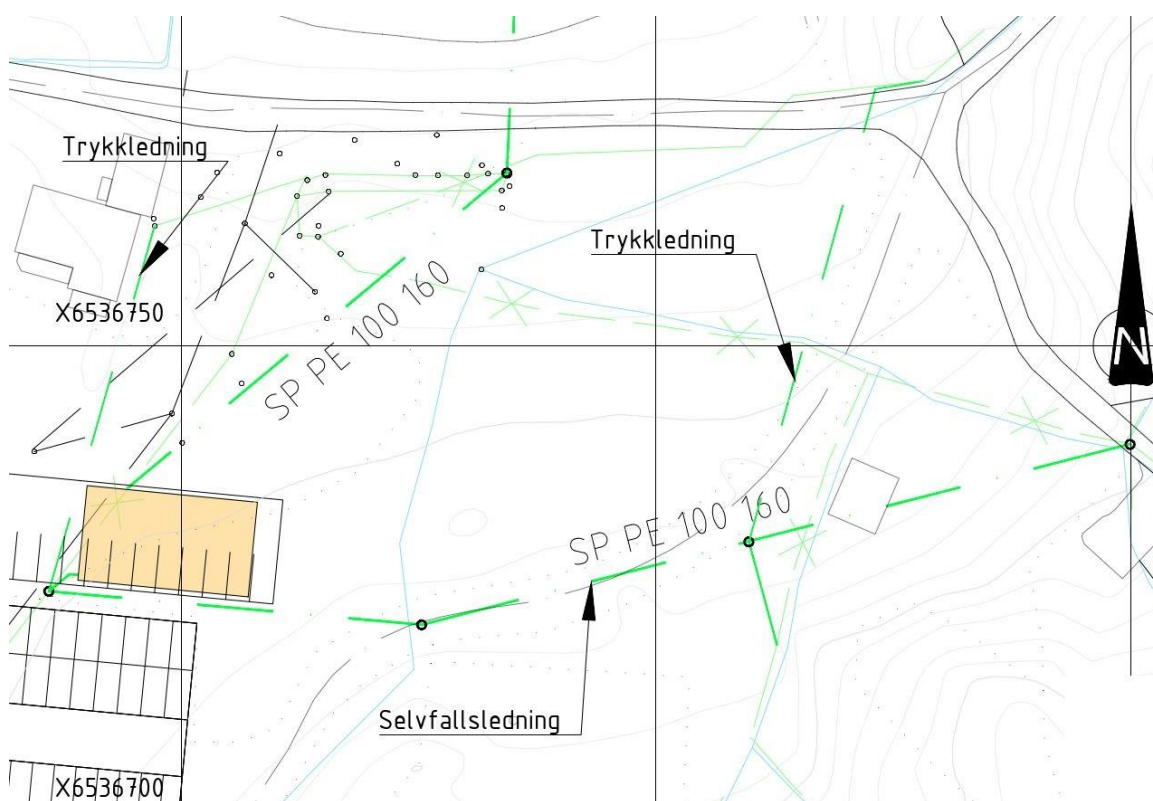 Trykkledning
Trykkledning
X6536750
SP PE 100 160
N
SP PE 100 160
Selvfallsledning
X6536700